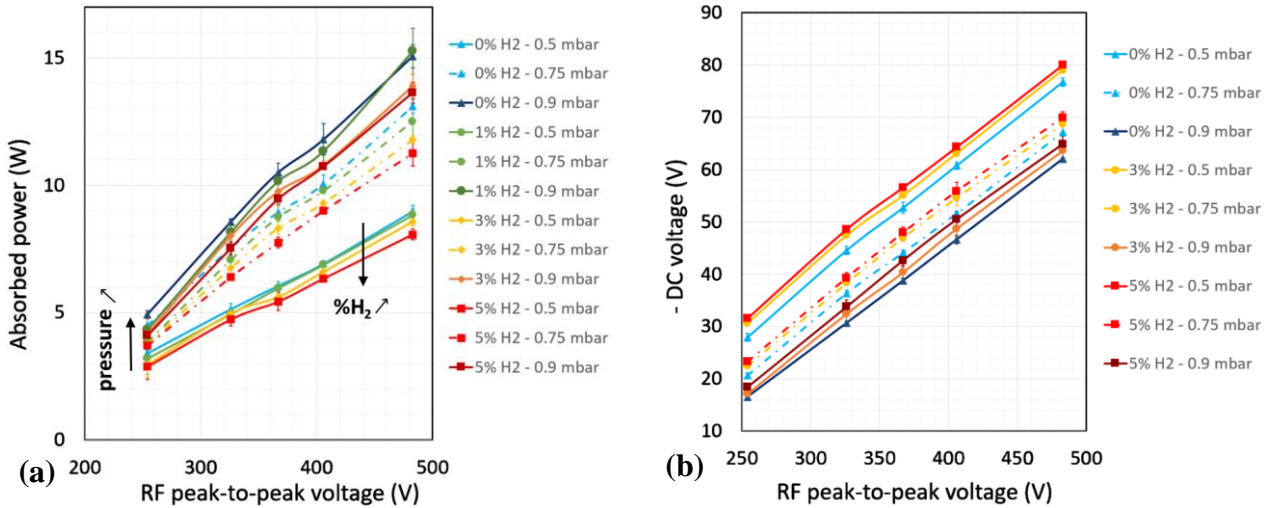 15
10
5
0
200
300
400
500
Absorbed power (W)
RF peak-to-peak voltage (V)
pressure ↗
%H₂↗
(a)
0% H2 - 0.5 mbar
0% H2 - 0.75 mbar
0% H2 - 0.9 mbar
1% H2 - 0.5 mbar
1% H2 - 0.75 mbar
1% H2 - 0.9 mbar
3% H2 - 0.5 mbar
3% H2 - 0.75 mbar
3% H2 - 0.9 mbar
5% H2 - 0.5 mbar
5% H2 - 0.75 mbar
5% H2 - 0.9 mbar
90
80
70
60
50
40
30
20
10
250
300
350
400
450
500
- DC voltage (V)
RF peak-to-peak voltage (V)
(b)
0% H2 - 0.5 mbar
0% H2 - 0.75 mbar
0% H2 - 0.9 mbar
3% H2 - 0.5 mbar
3% H2 - 0.75 mbar
3% H2 - 0.9 mbar
5% H2 - 0.5 mbar
5% H2 - 0.75 mbar
5% H2 - 0.9 mbar